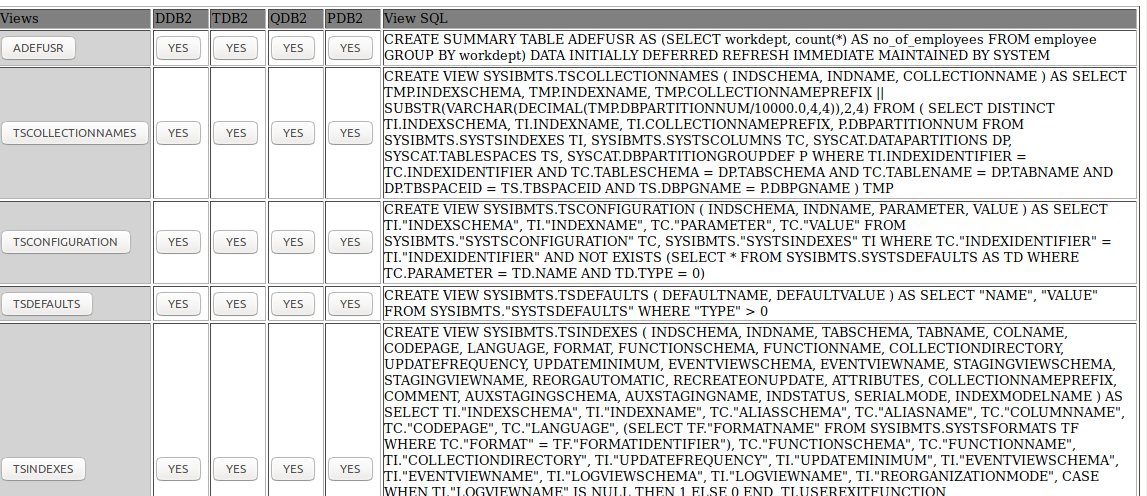 Views DDB2 TDB2 QDB2 PDB2 View SQL
ADEFUSR YES YES YES YES
CREATE SUMMARY TABLE ADEFUSR AS (SELECT workdept, count(*) AS no_of_employees FROM employee
GROUP BY workdept) DATA INITIALLY DEFERRED REFRESH IMMEDIATE MAINTAINED BY SYSTEM
TSCOLLECTIONNAMES YES YES YES YES
CREATE VIEW SYSIBMTS.TSCOLLECTIONNAMES ( INDSCHEMA, INDNAME, COLLECTIONNAME ) AS SELECT
TMP.INDEXSCHEMA, TMP.INDEXNAME, TMP.COLLECTIONNAMEPREFIX ||
SUBSTR(VARCHAR(DECIMAL(TMP.DBPARTITIONNUM/10000.0,4,4)),2,4) FROM ( SELECT DISTINCT
TI.INDEXSCHEMA, TI.INDEXNAME, TI.COLLECTIONNAMEPREFIX, P.DBPARTITIONNUM FROM
SYSIBMTS.SYSTSINDEXES TI, SYSIBMTS.SYSTSCOLUMNS TC, SYSCAT.DATAPARTITIONS DP,
SYSCAT.TABLESPACES TS, SYSCAT.DBPARTITIONGROUPDEF P WHERE TI.INDEXIDENTIFIER =
TC.INDEXIDENTIFIER AND TC.TABLESCHEMA = DP.TABSCHEMA AND TC.TABLENAME = DP.TABNAME AND
DP.TBSPACEID = TS.TBSPACEID AND TS.DBPGNAME = P.DBPGNAME ) TMP
TSCONFIGURATION YES YES YES YES
CREATE VIEW SYSIBMTS.TSCONFIGURATION ( INDSCHEMA, INDNAME, PARAMETER, VALUE ) AS SELECT
TI."INDEXSCHEMA", TI."INDEXNAME", TC."PARAMETER", TC."VALUE" FROM
SYSIBMTS."SYSTSCONFIGURATION" TC, SYSIBMTS."SYSTSINDEXES" TI WHERE TC."INDEXIDENTIFIER" =
TI."INDEXIDENTIFIER" AND NOT EXISTS (SELECT * FROM SYSIBMTS.SYSTSDEFAULTS AS TD WHERE
TC.PARAMETER = TD.NAME AND TD.TYPE = 0)
TSDEFAULTS YES YES YES YES
CREATE VIEW SYSIBMTS.TSDEFAULTS ( DEFAULTNAME, DEFAULTVALUE ) AS SELECT "NAME", "VALUE"
FROM SYSIBMTS."SYSTSDEFAULTS" WHERE "TYPE" > 0
TSINDEXES YES YES YES YES
CREATE VIEW SYSIBMTS.TSINDEXES ( INDSCHEMA, INDNAME, TABSCHEMA, TABNAME, COLNAME,
CODEPAGE, LANGUAGE, FORMAT, FUNCTIONSCHEMA, FUNCTIONNAME, COLLECTIONDIRECTORY,
UPDATEFREQUENCY, UPDATEMINIMUM, EVENTVIEWSCHEMA, EVENTVIEWNAME, STAGINGVIEWSCHEMA,
STAGINGVIEWNAME, REORGAUTOMATIC, RECREATEONUPDATE, ATTRIBUTES, COLLECTIONNAMEPREFIX,
COMMENT, AUXSTAGINGSCHEMA, AUXSTAGINGNAME, INDSTATUS, SERIALMODE, INDEXMODELNAME ) AS
SELECT TI."INDEXSCHEMA", TI."INDEXNAME", TC."ALIASSCHEMA", TC."ALIASNAME", TC."COLUMNNAME",
TC."CODEPAGE", TC."LANGUAGE", (SELECT TF."FORMATNAME" FROM SYSIBMTS.SYSTSFORMATS TF
WHERE TC."FORMAT" = TF."FORMATIDENTIFIER"), TC."FUNCTIONSCHEMA", TC."FUNCTIONNAME",
TI."COLLECTIONDIRECTORY", TI."UPDATEFREQUENCY", TI."UPDATEMINIMUM", TI."EVENTVIEWSCHEMA",
TI."EVENTVIEWNAME", TI."LOGVIEWSCHEMA", TI."LOGVIEWNAME", TI."REORGANIZATIONMODE", CASE
WHEN TI."LOGVIEWNAME" IS NULL THEN 1 ELSE 0 END, TI.USEREXITFUNCTION,